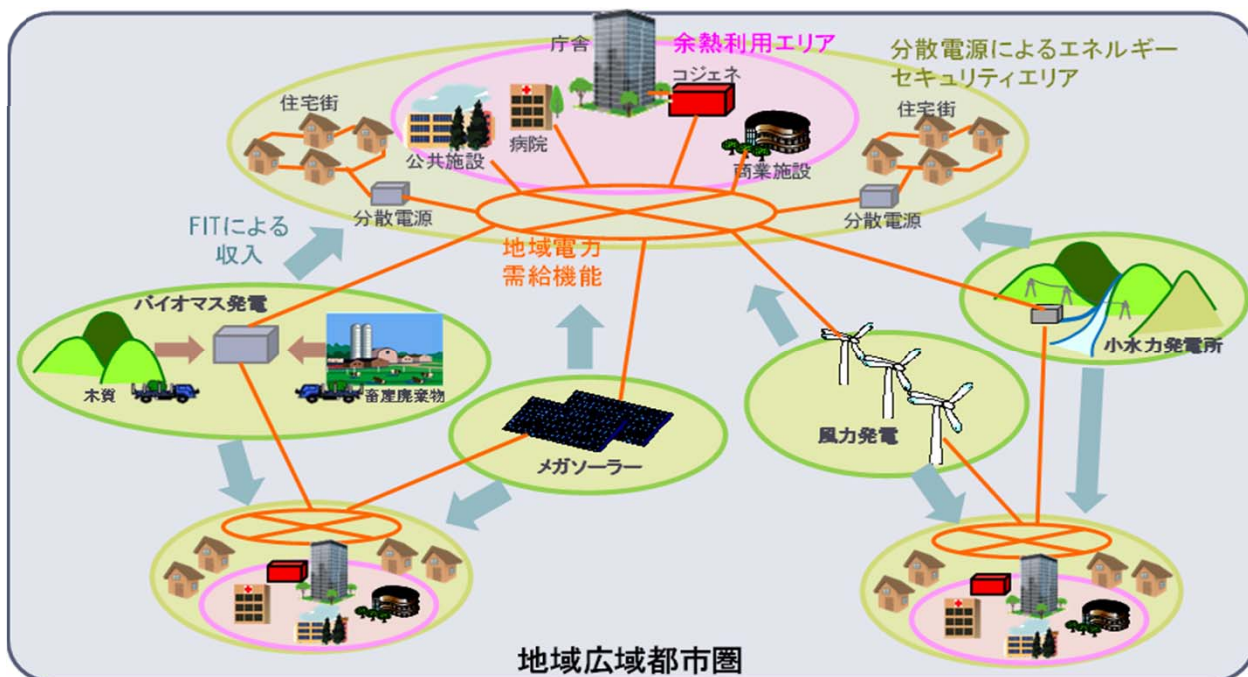 庁舎
余熱利用エリア
分散電源によるエネルギー
セキュリティエリア
コジェネ
住宅街
住宅街
公共施設
病院
商業施設
分散電源
分散電源
FITによる
収入
地域電力
需給機能
バイオマス発電
木質
畜産廃棄物
メガソーラー
風力発電
小水力発電所
地域広域都市圏